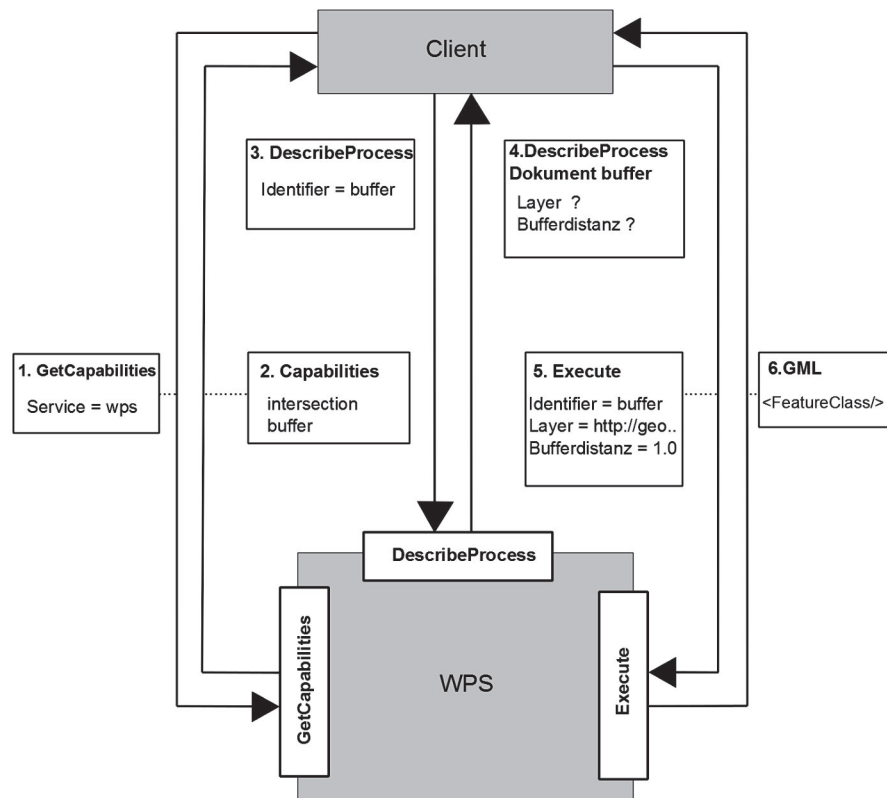 Client
3. DescribeProcess
Identifier = buffer
4.DescribeProcess
Dokument buffer
Layer ?
Bufferdistanz ?
1. GetCapabilities
Service = wps
2. Capabilities
intersection
buffer
5. Execute
Identifier = buffer
Layer = http://geo..
Bufferdistanz = 1.0
6.GML
<FeatureClass/>
DescribeProcess
GetCapabilities
WPS
Execute